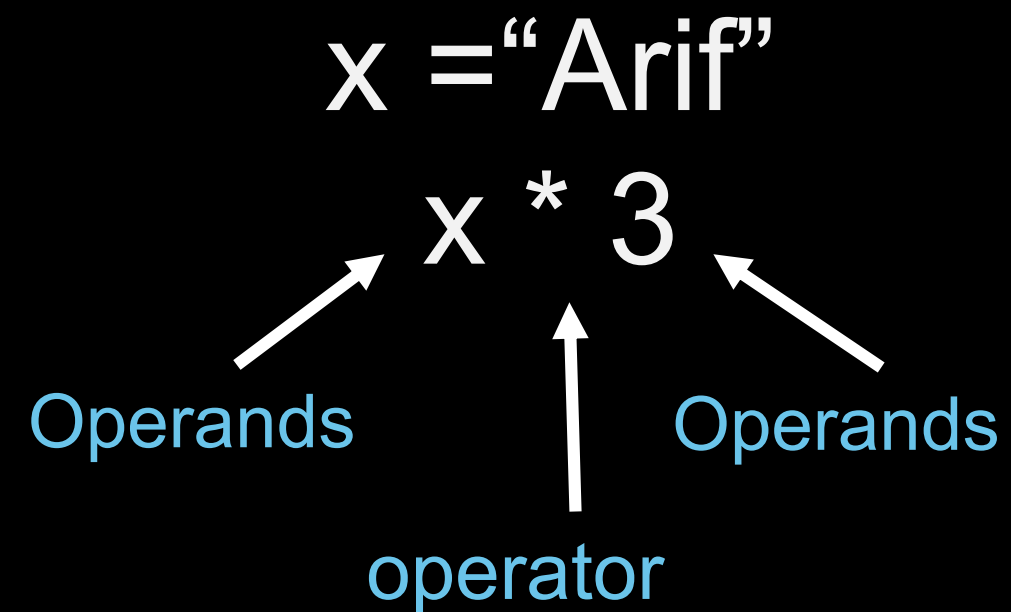 x =“Arif”
x * 3
Operands
Operands
operator